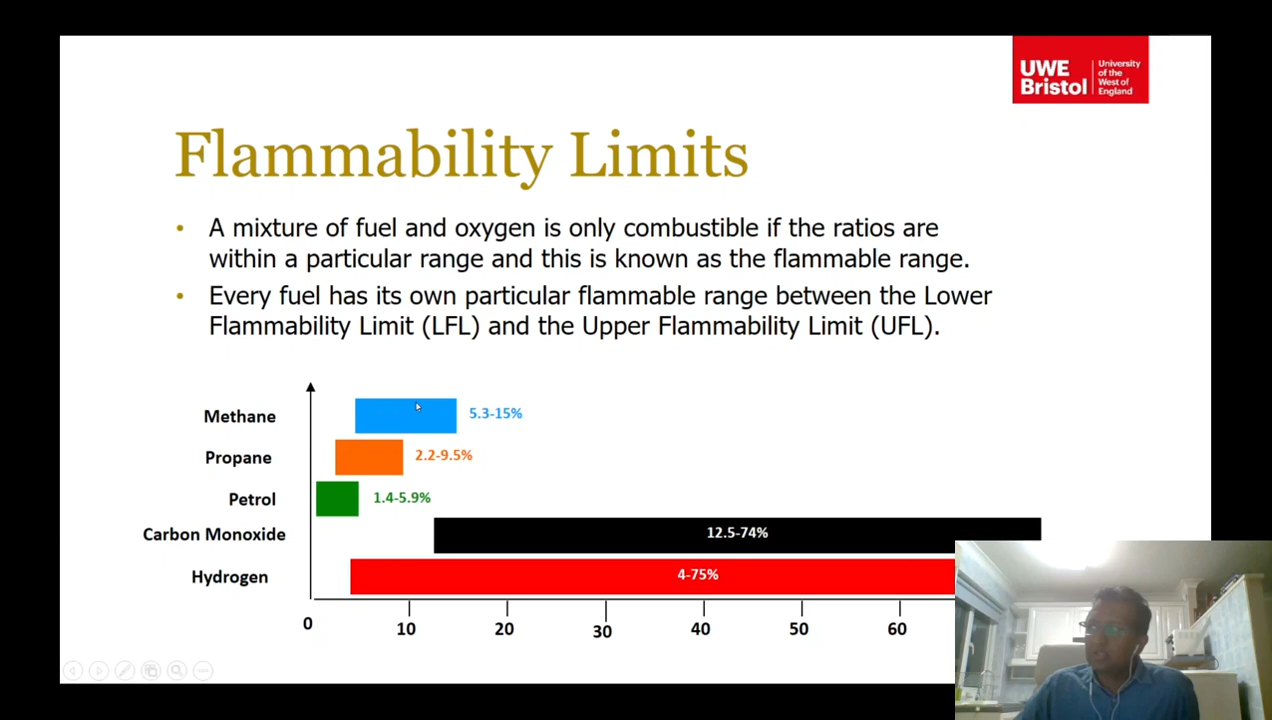 UWE Bristol
University of the West of England
Flammability Limits
• A mixture of fuel and oxygen is only combustible if the ratios are
within a particular range and this is known as the flammable range.
• Every fuel has its own particular flammable range between the Lower
Flammability Limit (LFL) and the Upper Flammability Limit (UFL).
Methane 5.3-15%
Propane 2.2-9.5%
Petrol 1.4-5.9%
Carbon Monoxide 12.5-74%
Hydrogen 4-75%
0 10 20 30 40 50 60